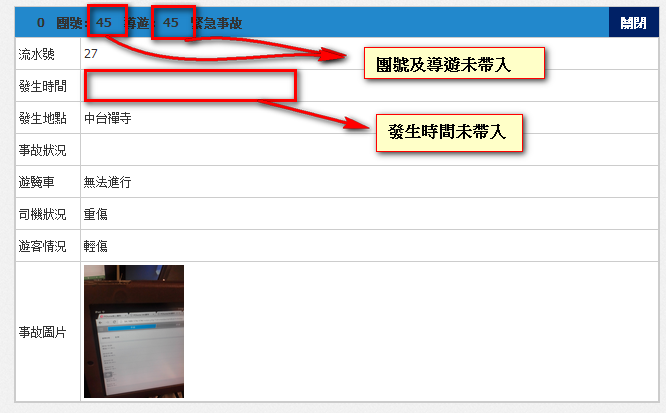 0 團號: 45 導遊: 45 緊急事故 關閉
流水號 27
團號及導遊未帶入
發生時間
發生地點 中台禪寺
發生時間未帶入
事故狀況
遊覽車 無法進行
司機狀況 重傷
遊客情況 輕傷
事故圖片